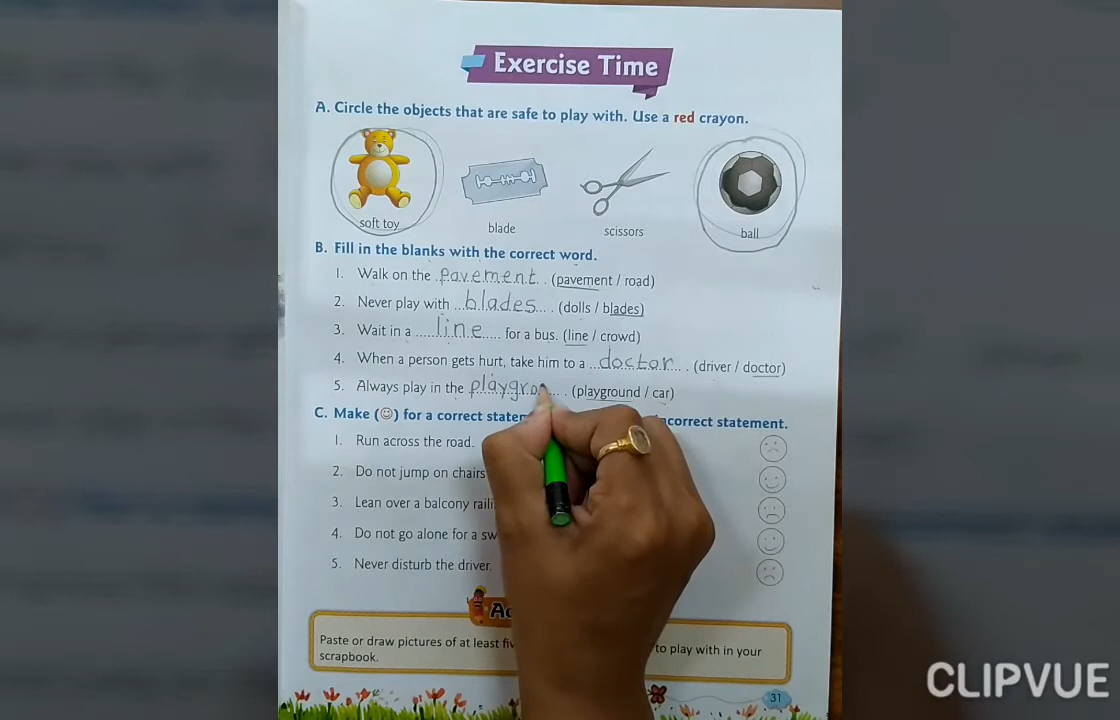 Exercise Time
A. Circle the objects that are safe to play with. Use a red crayon.
soft toy blade scissors ball
B. Fill in the blanks with the correct word.
1. Walk on the pavement. (pavement / road)
2. Never play with ...blades... . (dolls / blades)
3. Wait in a ......line...... for a bus. (line / crowd)
4. When a person gets hurt, take him to a ...doctor... . (driver / doctor)
5. Always play in the playgro... . (playground / car)
C. Make (☺) for a correct correct statement.
1. Run across the road.
2. Do not jump on chairs
3. Lean over a balcony
4. Do not go alone for a
5. Never disturb the driver.
Paste or draw pictures of at least to play with in your
scrapbook.
31
CLIPVUE